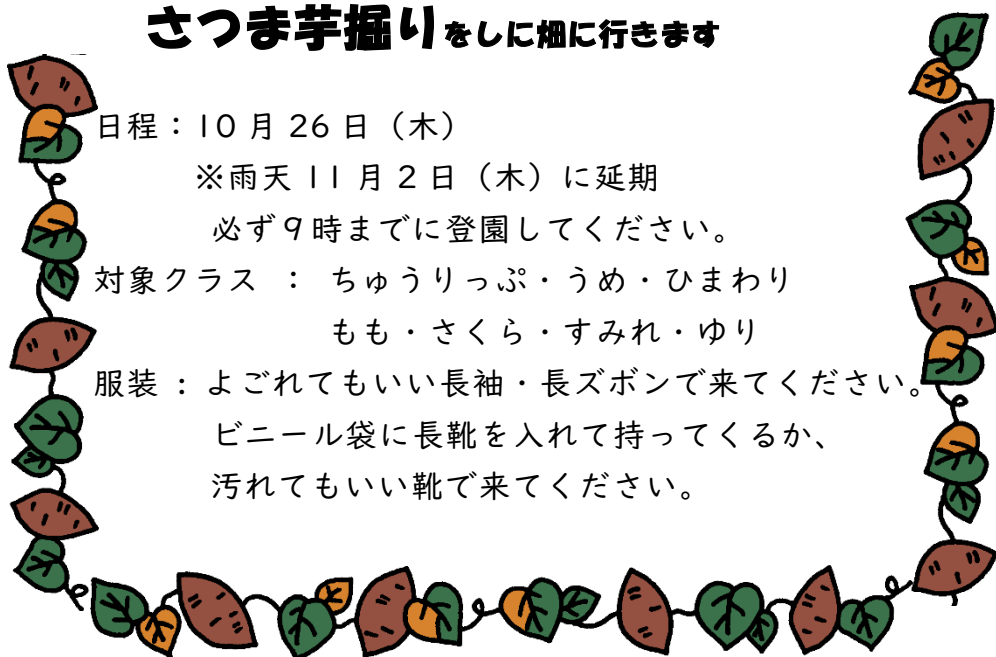 さつま芋掘りをしに畑に行きます
日程：10月26日（木）
※雨天11月2日（木）に延期
必ず9時までに登園してください。
対象クラス ： ちゅうりっぷ・うめ・ひまわり
もも・さくら・すみれ・ゆり
服装：よごれてもいい長袖・長ズボンで来てください。
ビニール袋に長靴を入れて持ってくるか、
汚れてもいい靴で来てください。